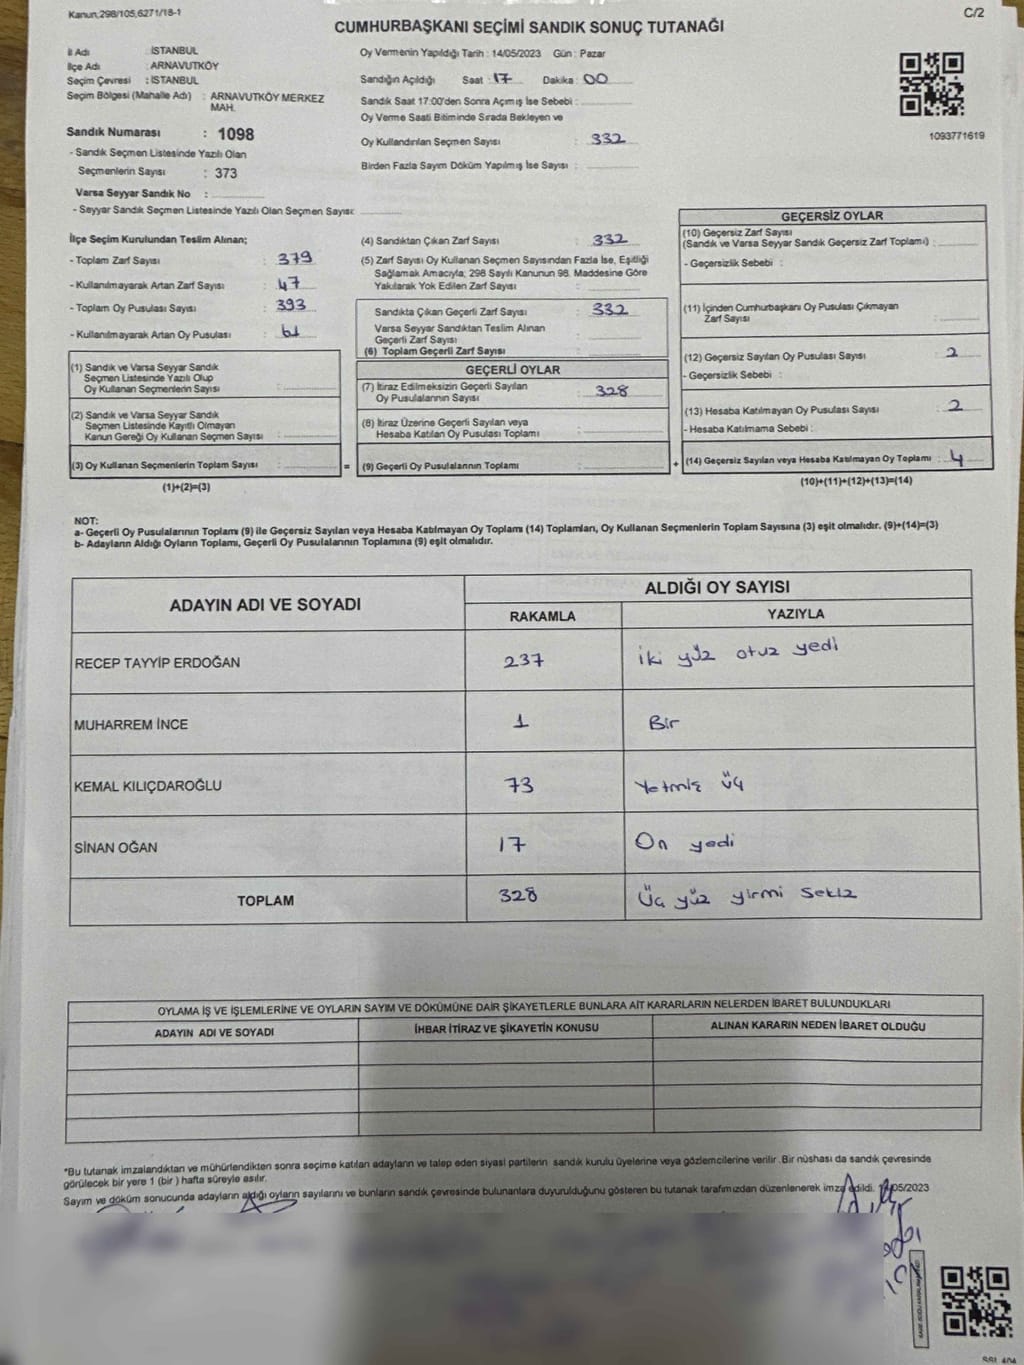 Kanun,298/105,6271/18-1
C/2
CUMHURBAŞKANI SEÇİMİ SANDIK SONUÇ TUTANAĞI
İl Adı : İSTANBUL
İlçe Adı : ARNAVUTKÖY
Seçim Çevresi : İSTANBUL
Seçim Bölgesi (Mahalle Adı) : ARNAVUTKÖY MERKEZ
MAH.
Sandık Numarası : 1098
- Sandık Seçmen Listesinde Yazılı Olan
Seçmenlerin Sayısı : 373
Varsa Seyyar Sandık No :
- Seyyar Sandık Seçmen Listesinde Yazılı Olan Seçmen Sayısı:
Oy Vermenin Yapıldığı Tarih : 14/05/2023 Gün : Pazar
Sandığın Açıldığı Saat : 17 Dakika : 00
Sandık Saat 17:00'den Sonra Açımış İse Sebebi :
Oy Verme Saati Bitiminde Sırada Bekleyen ve
Oy Kullandırılan Seçmen Sayısı : 332
Birden Fazla Sayım Döküm Yapılmış İse Sayısı :
1093771619
İlçe Seçim Kurulundan Teslim Alınan;
- Toplam Zarf Sayısı : 379
- Kullanılmayarak Artan Zarf Sayısı : 47
- Toplam Oy Pusulası Sayısı : 393
- Kullanılmayarak Artan Oy Pusulası : 61
(1) Sandık ve Varsa Seyyar Sandık
Seçmen Listesinde Yazılı Olup
Oy Kullanan Seçmenlerin Sayısı :
(2) Sandık ve Varsa Seyyar Sandık
Seçmen Listesinde Kayıtlı Olmayan
Kanun Gereği Oy Kullanan Seçmen Sayısı :
(3) Oy Kullanan Seçmenlerin Toplam Sayısı : =
(1)+(2)=(3)
(4) Sandıktan Çıkan Zarf Sayısı : 332
(5) Zarf Sayısı Oy Kullanan Seçmen Sayısından Fazla İse, Eşitliği
Sağlamak Amacıyla; 298 Sayılı Kanunun 98. Maddesine Göre
Yakılarak Yok Edilen Zarf Sayısı :
Sandıkta Çıkan Geçerli Zarf Sayısı : 332
Varsa Seyyar Sandıktan Teslim Alınan
Geçerli Zarf Sayısı :
(6) Toplam Geçerli Zarf Sayısı :
GEÇERLİ OYLAR
(7) İtiraz Edilmeksizin Geçerli Sayılan
Oy Pusulalarının Sayısı : 328
(8) İtiraz Üzerine Geçerli Sayılan veya
Hesaba Katılan Oy Pusulası Toplamı :
(9) Geçerli Oy Pusulalarının Toplamı : +
GEÇERSİZ OYLAR
(10) Geçersiz Zarf Sayısı
(Sandık ve Varsa Seyyar Sandık Geçersiz Zarf Toplamı) :
- Geçersizlik Sebebi :
(11) İçinden Cumhurbaşkanı Oy Pusulası Çıkmayan
Zarf Sayısı :
(12) Geçersiz Sayılan Oy Pusulası Sayısı : 2
- Geçersizlik Sebebi :
(13) Hesaba Katılmayan Oy Pusulası Sayısı : 2
- Hesaba Katılmama Sebebi :
(14) Geçersiz Sayılan veya Hesaba Katılmayan Oy Toplamı : 4
(10)+(11)+(12)+(13)=(14)
NOT:
a- Geçerli Oy Pusulalarının Toplamı (9) ile Geçersiz Sayılan veya Hesaba Katılmayan Oy Toplamı (14) Toplamları, Oy Kullanan Seçmenlerin Toplam Sayısına (3) eşit olmalıdır. (9)+(14)=(3)
b- Adayların Aldığı Oyların Toplamı, Geçerli Oy Pusulalarının Toplamına (9) eşit olmalıdır.
ADAYIN ADI VE SOYADI
ALDIĞI OY SAYISI
RAKAMLA YAZIYLA
RECEP TAYYİP ERDOĞAN 237 iki yüz otuz yedi
MUHARREM İNCE 1 Bir
KEMAL KILIÇDAROĞLU 73 Yetmiş üç
SİNAN OĞAN 17 On yedi
TOPLAM 328 Üç yüz yirmi sekiz
OYLAMA İŞ VE İŞLEMLERİNE VE OYLARIN SAYIM VE DÖKÜMÜNE DAİR ŞİKAYETLERLE BUNLARA AİT KARARLARIN NELERDEN İBARET BULUNDUKLARI
ADAYIN ADI VE SOYADI İHBAR İTİRAZ VE ŞİKAYETİN KONUSU ALINAN KARARIN NEDEN İBARET OLDUĞU
*Bu tutanak imzalandıktan ve mühürlendikten sonra seçime katılan adayların ve talep eden siyasi partilerin sandık kurulu üyelerine veya gözlemcilerine verilir. Bir nüshası da sandık çevresinde
görülecek bir yere 1 (bir) hafta süreyle asılır.
Sayım ve döküm sonucunda adayların aldığı oyların sayılarını ve bunların sandık çevresinde bulunanlara duyurulduğunu gösteren bu tutanak tarafımızdan düzenlenerek imza edildi. 14/05/2023